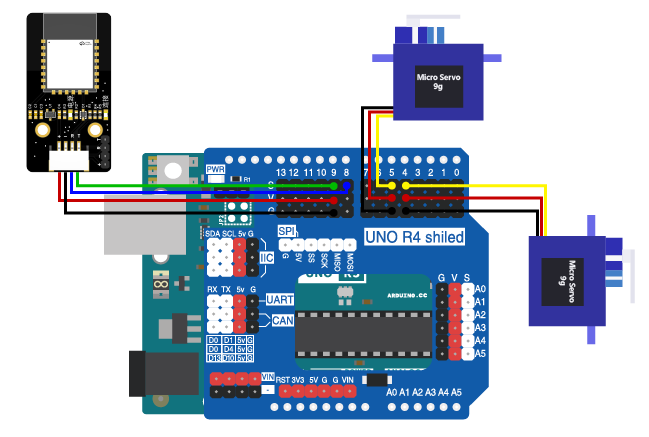 Micro Servo
9g
PWR
R1
13 12 11 10 9 8
7 6 5 4 3 2 1 0
JP2
SPI
UNO R4 shiled
SDA SCL 5v G
IIC
G 5V SS SCK MISO MOSI
RX TX 5v G
UART
CAN
D0 D1 5v G
D0 D4 5v G
D13 D10 5v G
ARDUINO.CC
G V S
A0
A1
A2
A3
A4
A5
Micro Servo
9g
VIN
-
RST 3V3 5V G G VIN
A0 A1 A2 A3 A4 A5